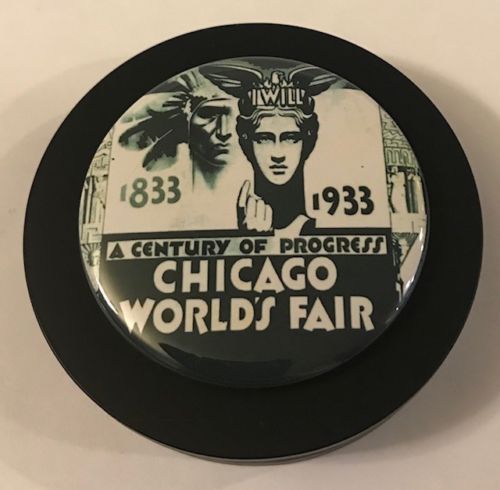 I WILL
1833
1933
A CENTURY OF PROGRESS
CHICAGO
WORLD'S FAIR